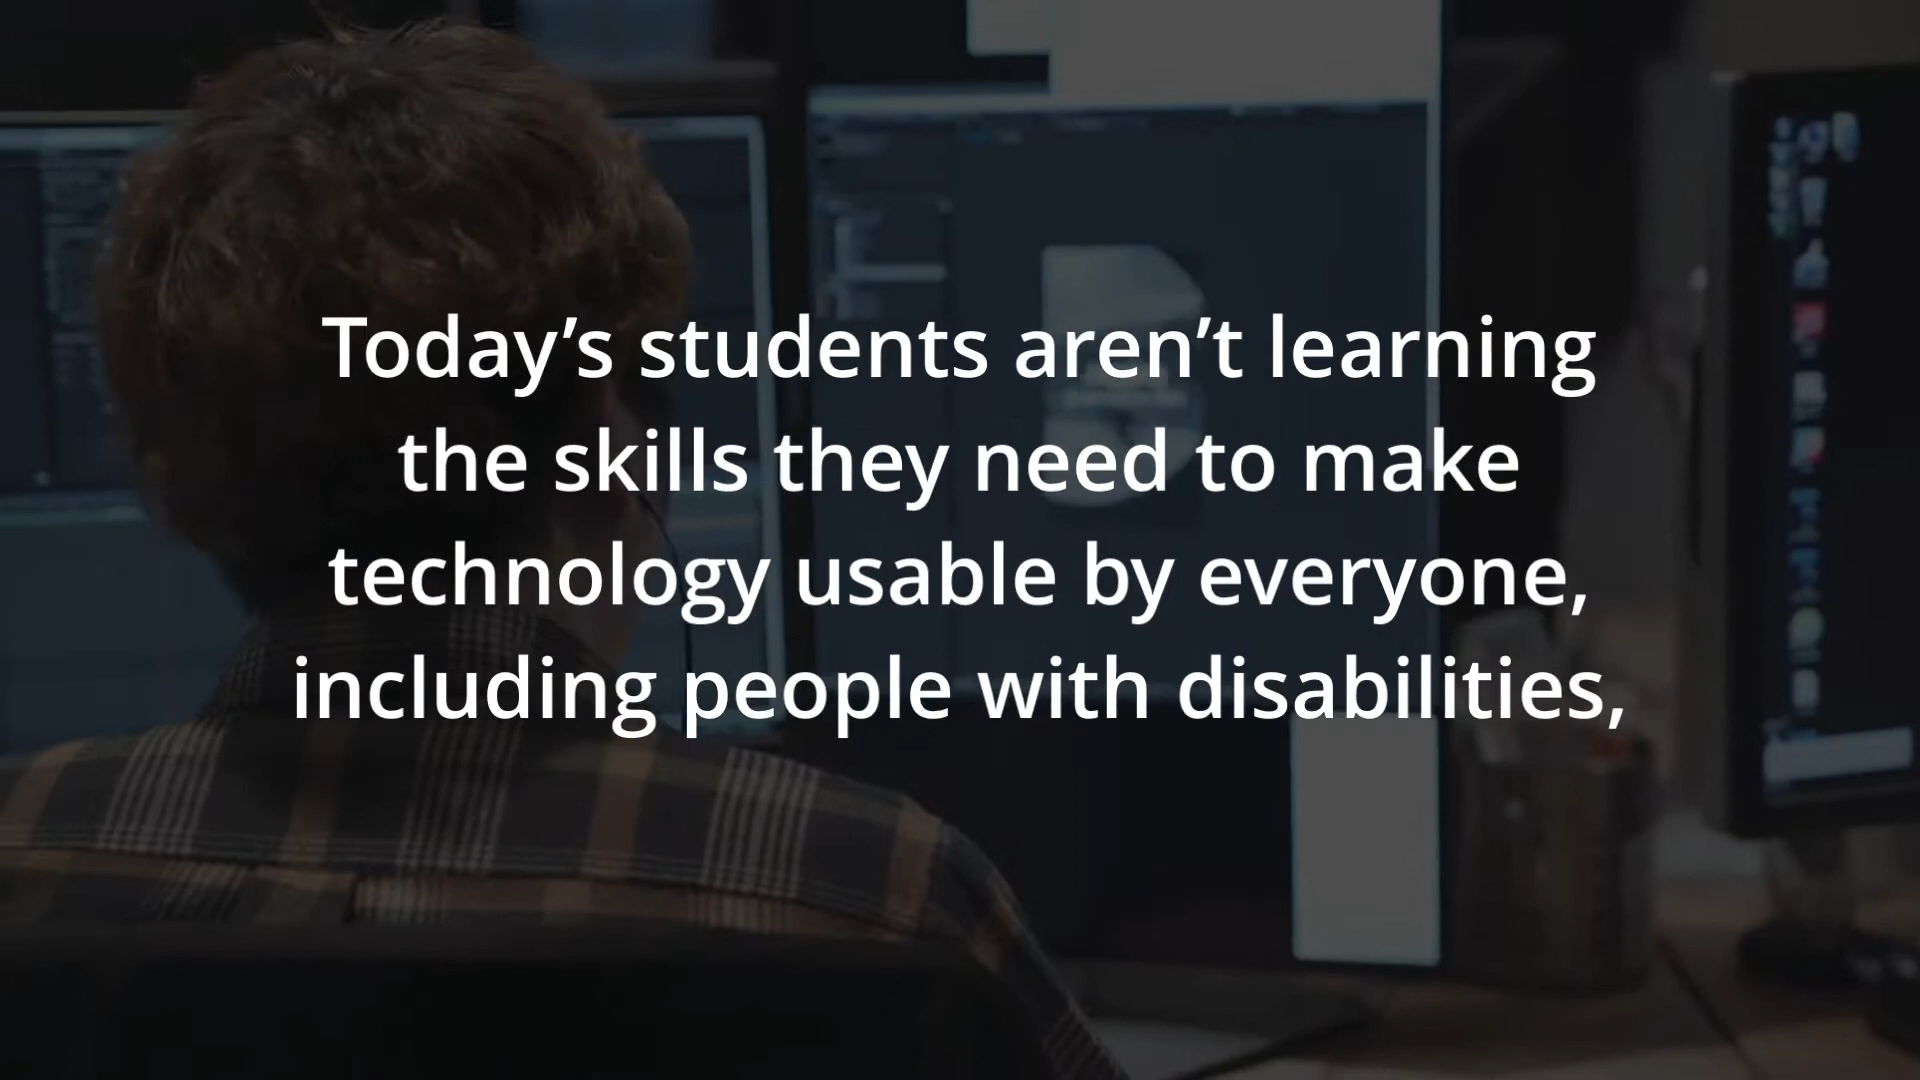 Today’s students aren’t learning
the skills they need to make
technology usable by everyone,
including people with disabilities,